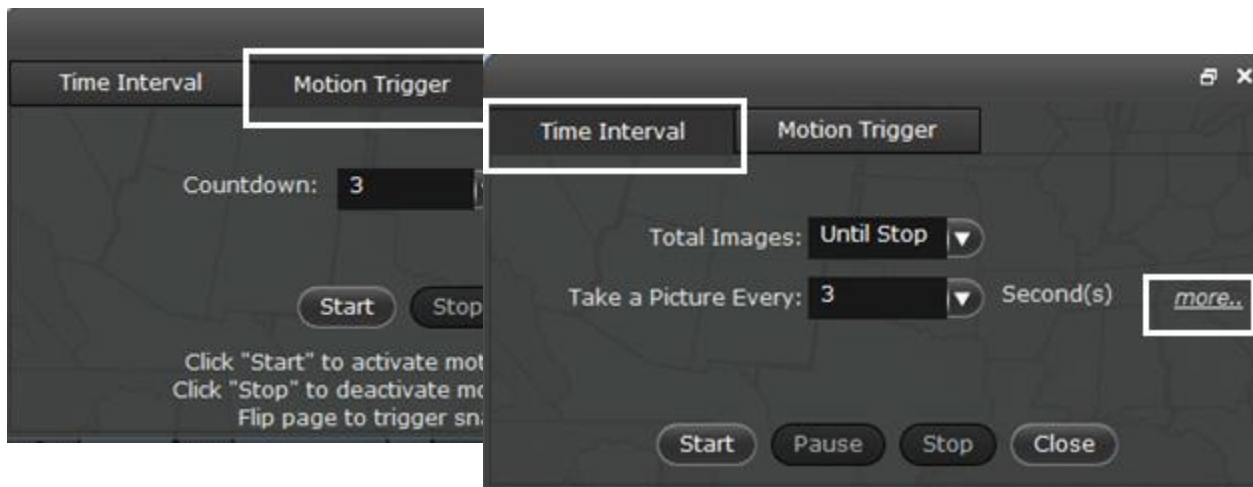 Time Interval Motion Trigger
Countdown: 3
Start Stop
Click "Start" to activate mot
Click "Stop" to deactivate mo
Flip page to trigger sna
Time Interval Motion Trigger
Total Images: Until Stop
Take a Picture Every: 3 Second(s) more..
Start Pause Stop Close